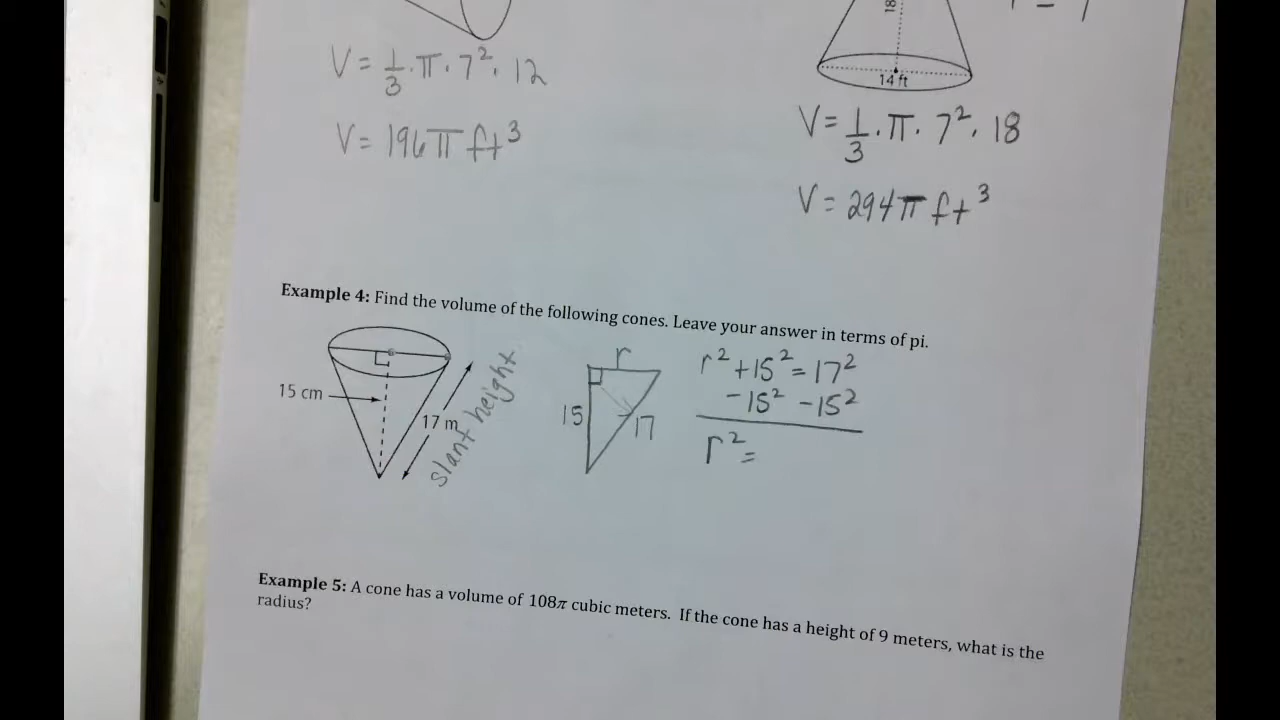 V = 1/3 · π · 7² · 12
V = 196π ft³
18
14 ft
V = 1/3 · π · 7² · 18
V = 294π ft³
Example 4: Find the volume of the following cones. Leave your answer in terms of pi.
15 cm
17 m
slant height
r
15
17
r² + 15² = 17²
- 15² - 15²
r² =
Example 5: A cone has a volume of 108π cubic meters. If the cone has a height of 9 meters, what is the
radius?